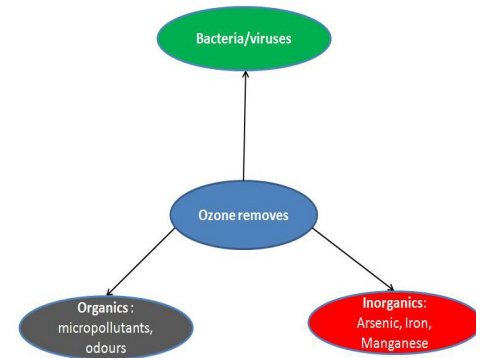 Bacteria/viruses
Ozone removes
Organics :
micropollutants,
odours
Inorganics:
Arsenic, Iron,
Manganese